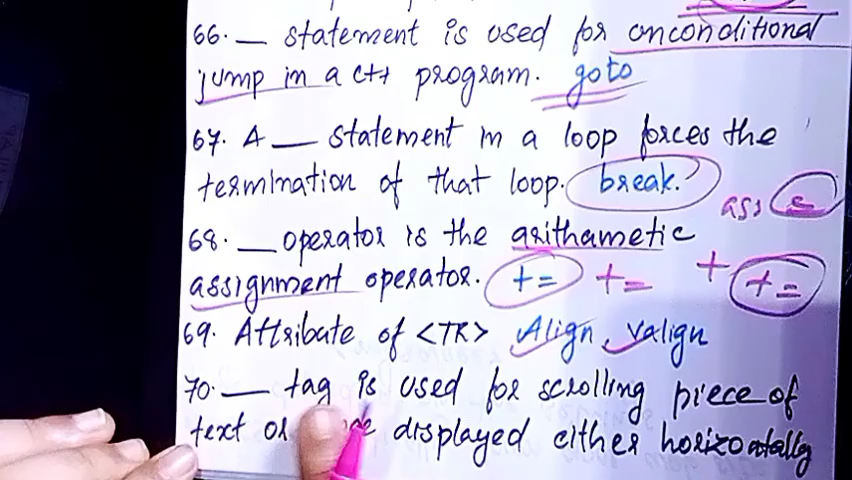 66. __ statement is used for unconditional
jump in a c++ program. goto
67. A __ statement in a loop forces the
termination of that loop. break.
ass =
68. __ operator is the arithametic
assignment operator. += += + +=
69. Attribute of <TR> Align, valign
70. __ tag is used for scrolling piece of
text or displayed either horizontally